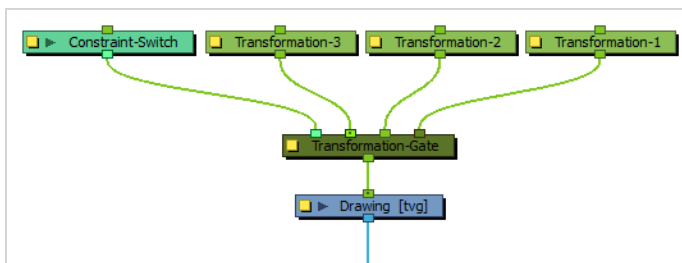 Constraint-Switch
Transformation-3
Transformation-2
Transformation-1
Transformation-Gate
Drawing [tvg]